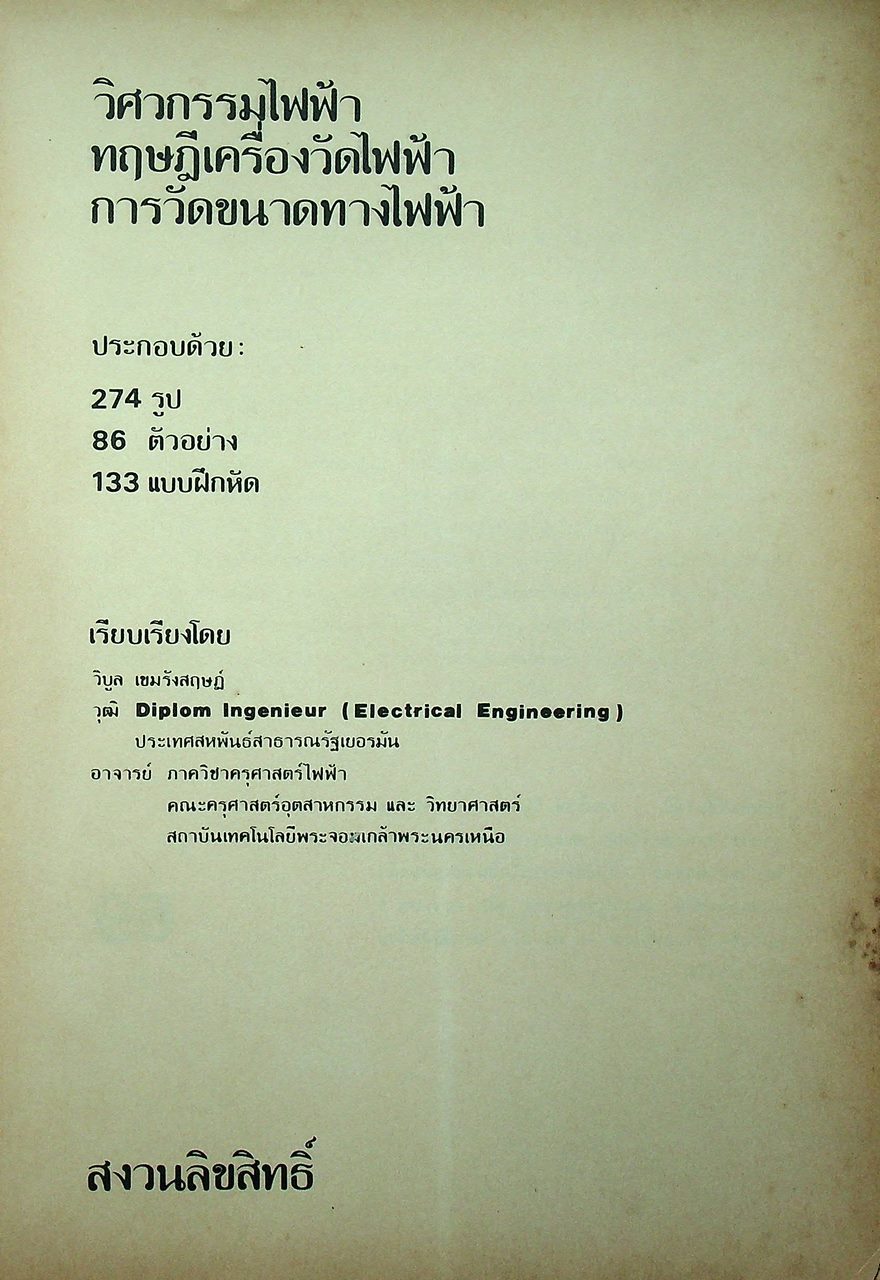 วิศวกรรมไฟฟ้า
ทฤษฎีเครื่องวัดไฟฟ้า
การวัดขนาดทางไฟฟ้า
ประกอบด้วย :
274 รูป
86 ตัวอย่าง
133 แบบฝึกหัด
เรียบเรียงโดย
วิบูล เขมรังสฤษฏ์
วุฒิ Diplom Ingenieur (Electrical Engineering)
ประเทศสหพันธ์สาธารณรัฐเยอรมัน
อาจารย์ ภาควิชาครุศาสตร์ไฟฟ้า
คณะครุศาสตร์อุตสาหกรรม และ วิทยาศาสตร์
สถาบันเทคโนโลยีพระจอมเกล้าพระนครเหนือ
สงวนลิขสิทธิ์